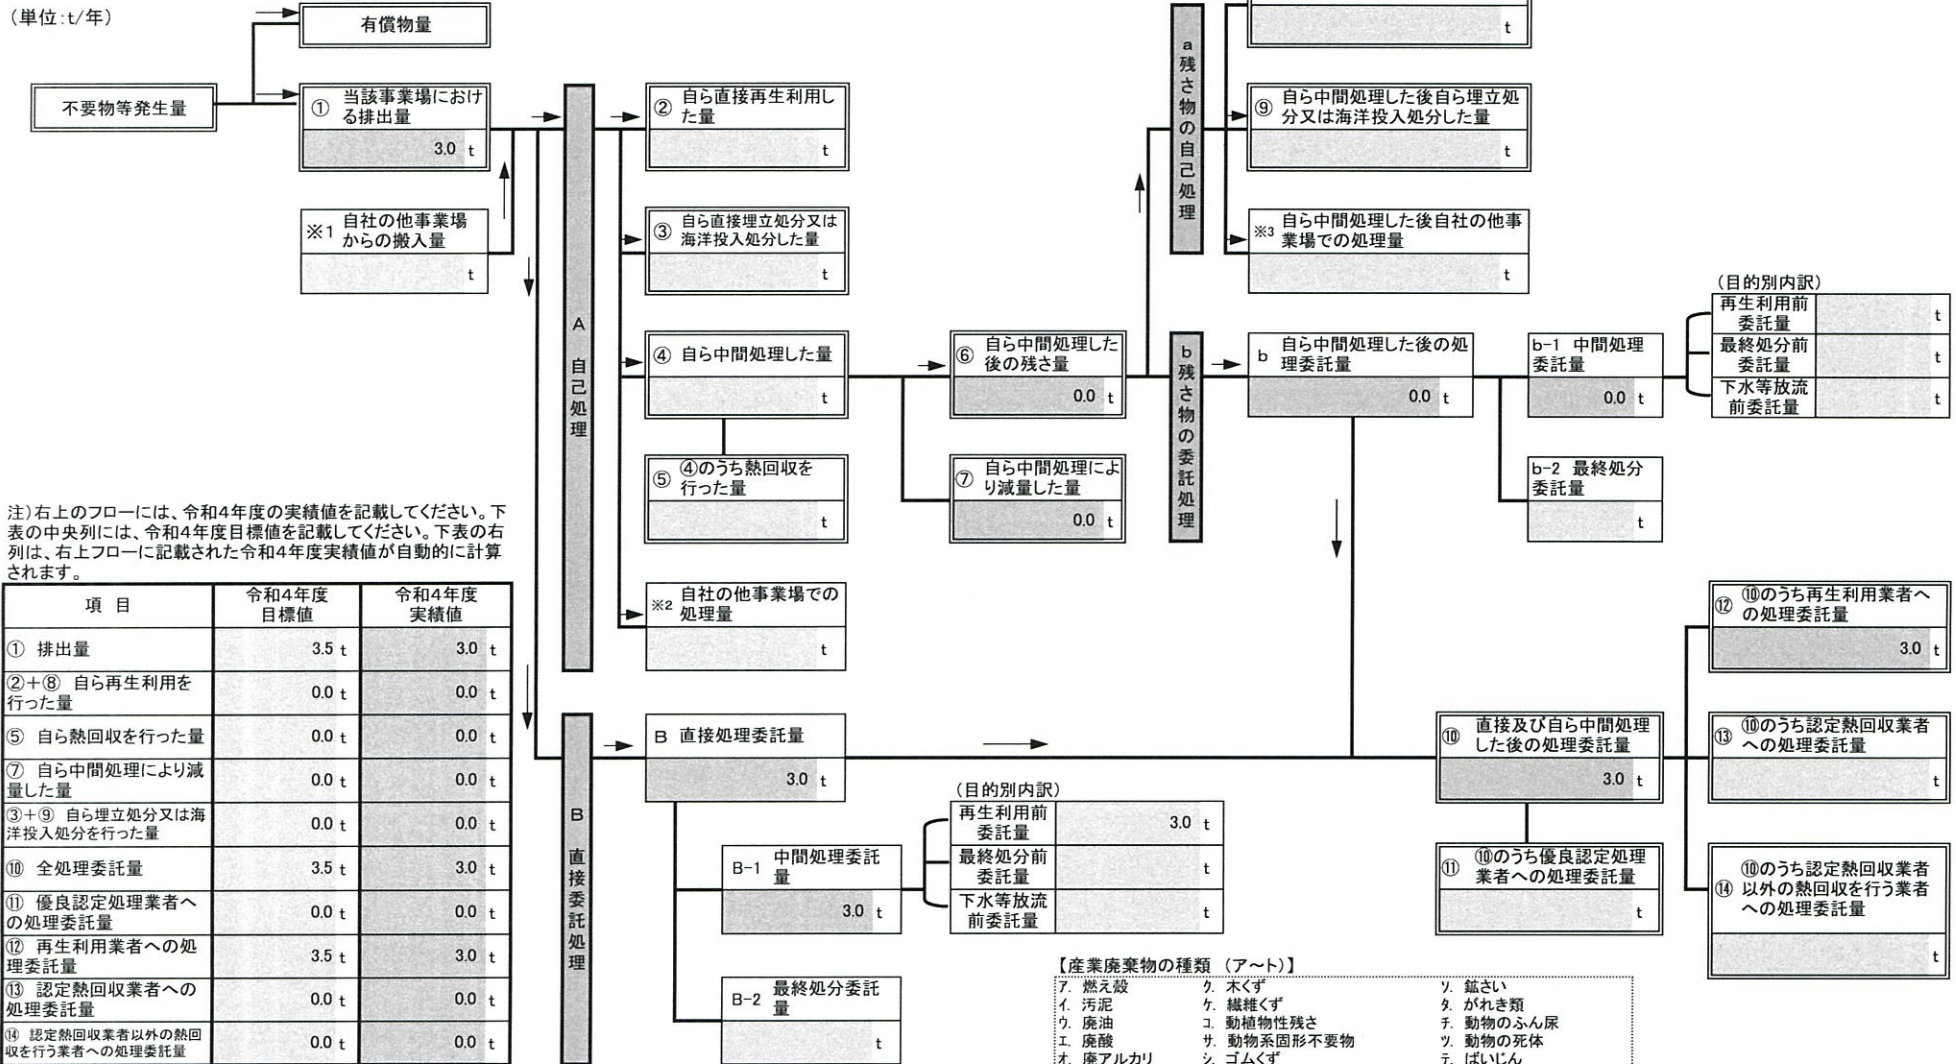 （単位：t/年）
有償物量
不要物等発生量
① 当該事業場におけ
る排出量
3.0 t
※1 自社の他事業場
からの搬入量
t
A 自己処理
② 自ら直接再生利用し
た量
t
③ 自ら直接埋立処分又は
海洋投入処分した量
t
④ 自ら中間処理した量
t
⑤ ④のうち熱回収を
行った量
t
※2 自社の他事業場での
処理量
t
⑥ 自ら中間処理した
後の残さ量
0.0 t
⑦ 自ら中間処理によ
り減量した量
0.0 t
a 残さ物の自己処理
t
⑨ 自ら中間処理した後自ら埋立処
分又は海洋投入処分した量
t
※3 自ら中間処理した後自社の他事
業場での処理量
t
b 残さ物の委託処理
b 自ら中間処理した後の処
理委託量
0.0 t
b-1 中間処理
委託量
0.0 t
b-2 最終処分
委託量
t
（目的別内訳）
再生利用前
委託量 t
最終処分前
委託量 t
下水等放流
前委託量 t
注）右上のフローには、令和4年度の実績値を記載してください。下
表の中央列には、令和4年度目標値を記載してください。下表の右
列は、右上フローに記載された令和4年度実績値が自動的に計算
されます。
項 目 令和4年度
目標値 令和4年度
実績値
① 排出量 3.5 t 3.0 t
②＋⑧ 自ら再生利用を
行った量 0.0 t 0.0 t
⑤ 自ら熱回収を行った量 0.0 t 0.0 t
⑦ 自ら中間処理により減
量した量 0.0 t 0.0 t
③＋⑨ 自ら埋立処分又は海
洋投入処分を行った量 0.0 t 0.0 t
⑩ 全処理委託量 3.5 t 3.0 t
⑪ 優良認定処理業者へ
の処理委託量 0.0 t 0.0 t
⑫ 再生利用業者への処
理委託量 3.5 t 3.0 t
⑬ 認定熱回収業者への
処理委託量 0.0 t 0.0 t
⑭ 認定熱回収業者以外の熱回
収を行う業者への処理委託量 0.0 t 0.0 t
B 直接委託処理
B 直接処理委託量
3.0 t
B-1 中間処理委託
量
3.0 t
B-2 最終処分委託
量
t
（目的別内訳）
再生利用前
委託量 3.0 t
最終処分前
委託量 t
下水等放流
前委託量 t
⑩ 直接及び自ら中間処理
した後の処理委託量
3.0 t
⑪ ⑩のうち優良認定処理
業者への処理委託量
t
⑫ ⑩のうち再生利用業者へ
の処理委託量
3.0 t
⑬ ⑩のうち認定熱回収業者
への処理委託量
t
⑭ ⑩のうち認定熱回収業者
以外の熱回収を行う業者
への処理委託量
t
【産業廃棄物の種類 （ア～ト）】
ア. 燃え殻 ク. 木くず ソ. 鉱さい
イ. 汚泥 ケ. 繊維くず タ. がれき類
ウ. 廃油 コ. 動植物性残さ チ. 動物のふん尿
エ. 廃酸 サ. 動物系固形不要物 ツ. 動物の死体
オ. 廃アルカリ シ. ゴムくず テ. ばいじん